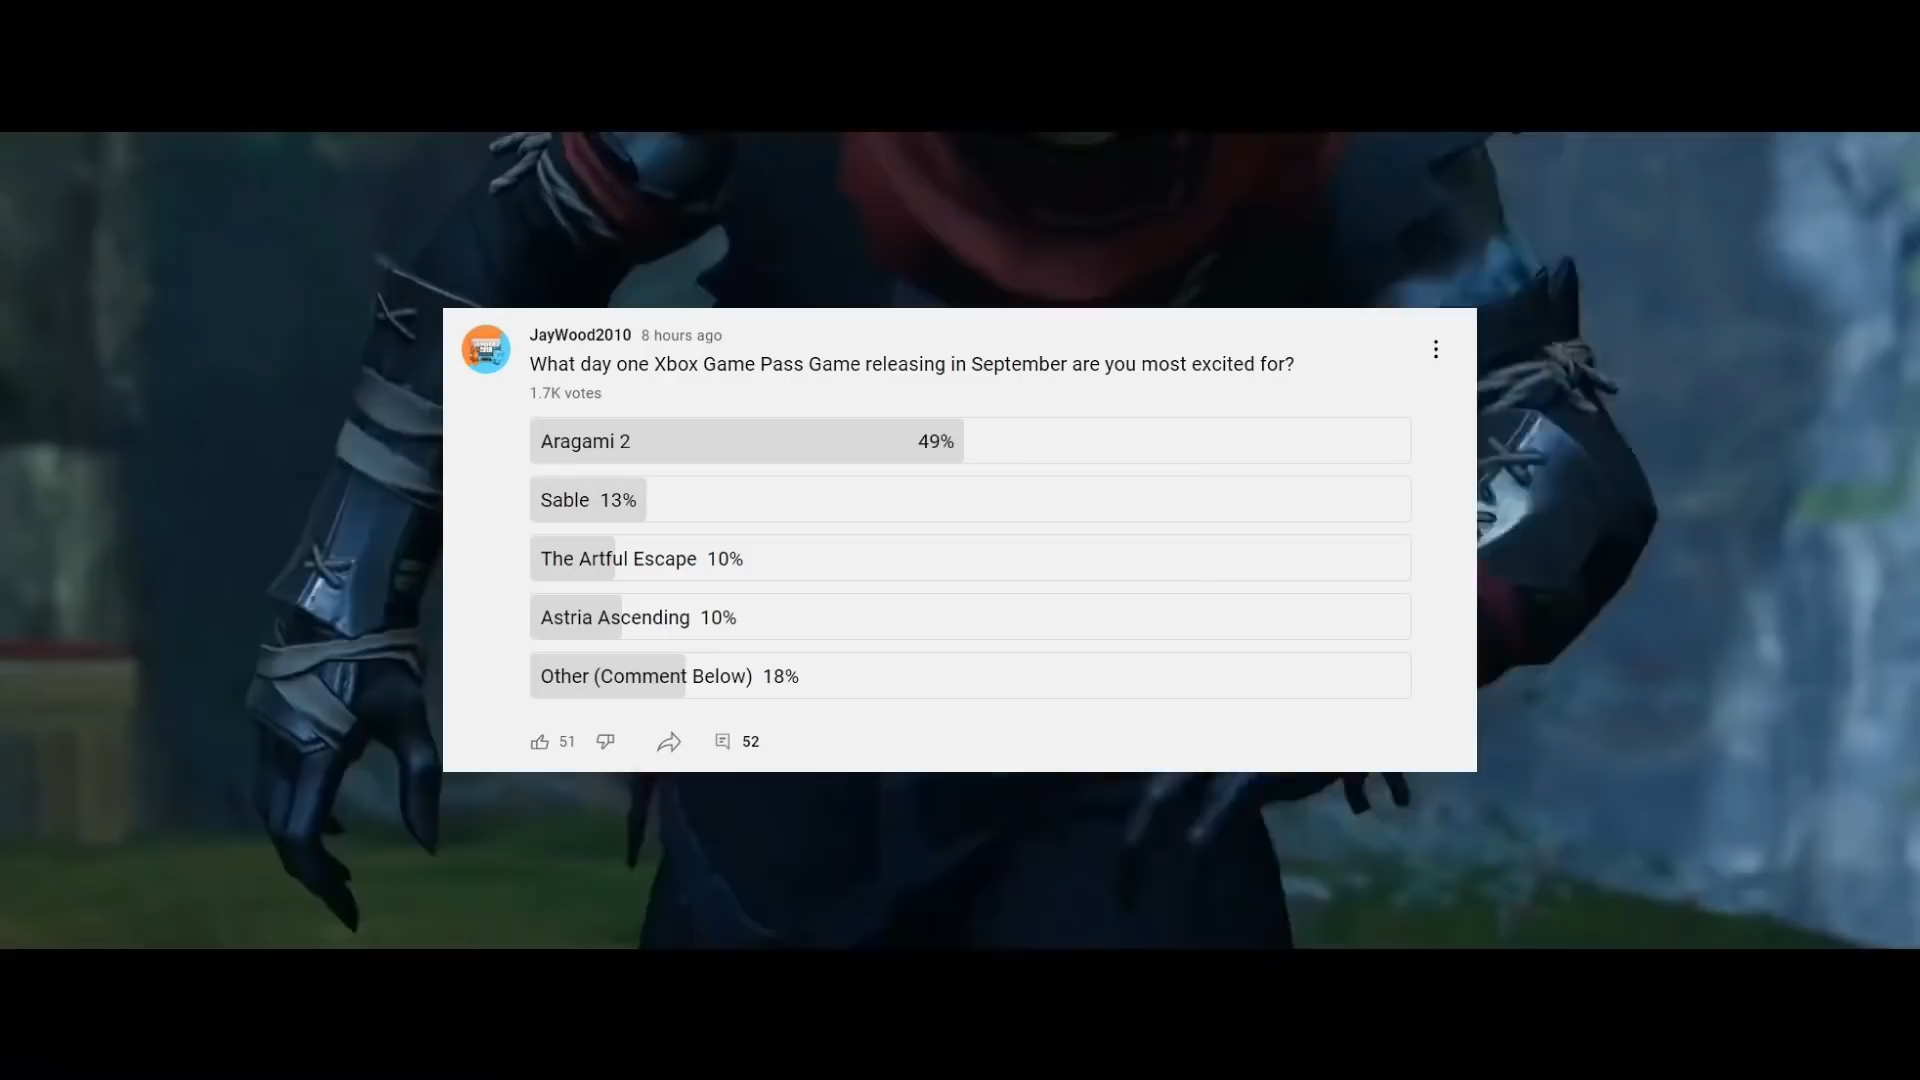 JayWood2010 8 hours ago
What day one Xbox Game Pass Game releasing in September are you most excited for?
1.7K votes
Aragami 2 49%
Sable 13%
The Artful Escape 10%
Astria Ascending 10%
Other (Comment Below) 18%
51 52